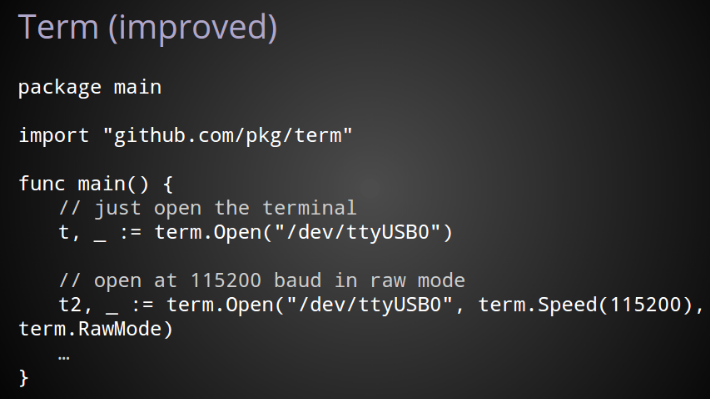 Term (improved)
package main
import "github.com/pkg/term"
func main() {
// just open the terminal
t, _ := term.Open("/dev/ttyUSB0")
// open at 115200 baud in raw mode
t2, _ := term.Open("/dev/ttyUSB0", term.Speed(115200),
term.RawMode)
…
}